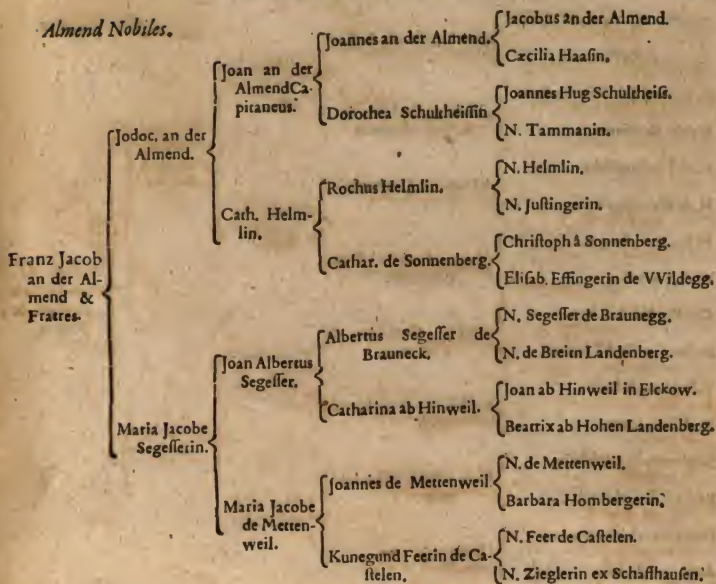 Almend Nobiles.
Franz Jacob
an der Al-
mend &
Fratres.
Jodoc. an der
Almend.
Maria Jacobe
Segesserin.
Joan an der
Almend Ca-
pitaneus.
Cath. Helm-
lin.
Joan Albertus
Segesser.
Maria Jacobe
de Metten-
weil.
Joannes an der Almend.
Dorothea Schultheissin
Rochus Helmlin.
Cathar. de Sonnenberg.
Albertus Segesser de
Brauneck.
Catharina ab Hinweil.
Joannes de Mettenweil
Kunegund Feerin de Ca-
stelen.
Jacobus an der Almend.
Cæcilia Haasin.
Joannes Hug Schultheiss.
N. Tammanin.
N. Helmlin.
N. Justingerin.
Christoph à Sonnenberg.
Elisab. Effingerin de VVildegg.
N. Segesser de Braunegg.
N. de Breitn Landenberg.
Joan ab Hinweil in Elckow.
Beatrix ab Hohen Landenberg.
N. de Mettenweil.
Barbara Hombergerin.
N. Feer de Castelen.
N. Zieglerin ex Schaffhausen.